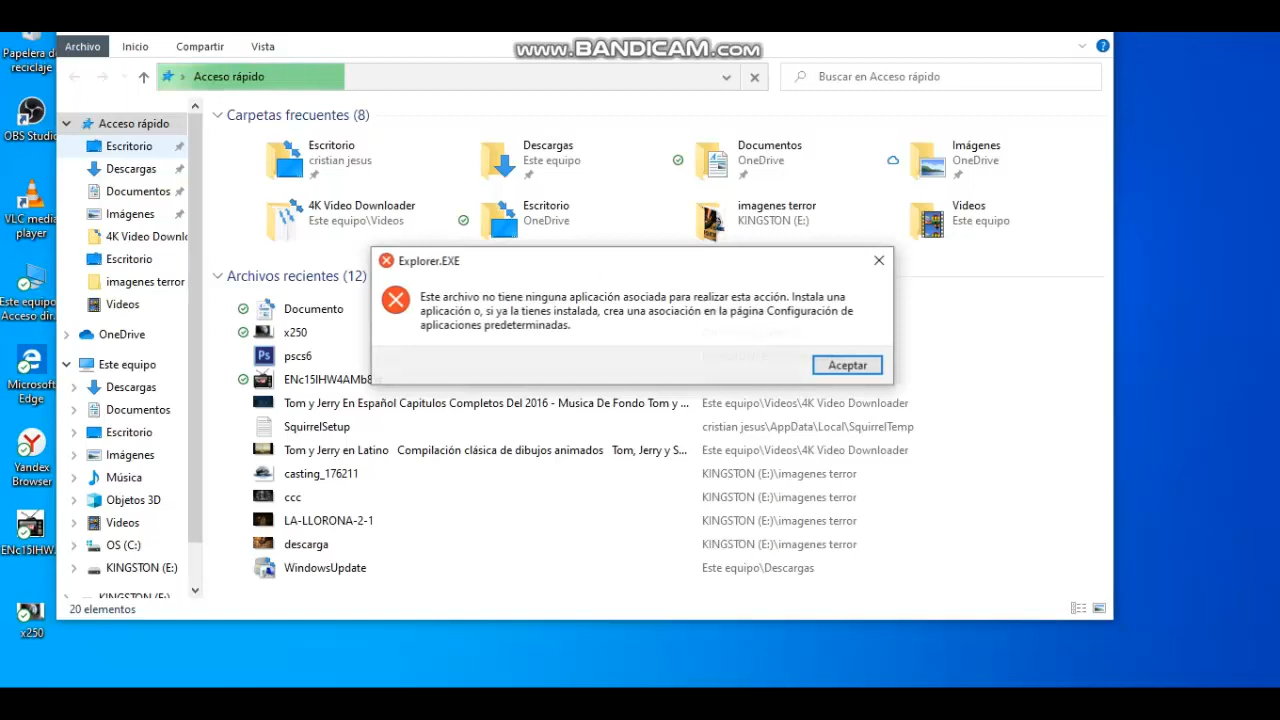 Papelera de
reciclaje
OBS Studio
VLC media
player
Este equipo
Acceso dir...
Microsoft
Edge
Yandex
Browser
ENc15IHW...
x250
Archivo
Inicio
Compartir
Vista
www.BANDICAM.com
Acceso rápido
Buscar en Acceso rápido
Acceso rápido
Escritorio
Descargas
Documentos
Imágenes
4K Video Downlo
Escritorio
imagenes terror
Videos
OneDrive
Este equipo
Descargas
Documentos
Escritorio
Imágenes
Música
Objetos 3D
Videos
OS (C:)
KINGSTON (E:)
KINGSTON (E:)
20 elementos
Carpetas frecuentes (8)
Escritorio
cristian jesus
Descargas
Este equipo
Documentos
OneDrive
Imágenes
OneDrive
4K Video Downloader
Este equipo\Videos
Escritorio
OneDrive
imagenes terror
KINGSTON (E:)
Videos
Este equipo
Archivos recientes (12)
Documento
x250
Ps pscs6
ENc15IHW4AMb8
Tom y Jerry En Español Capitulos Completos Del 2016 - Musica De Fondo Tom y ... Este equipo\Videos\4K Video Downloader
SquirrelSetup cristian jesus\AppData\Local\SquirrelTemp
Tom y Jerry en Latino Compilación clásica de dibujos animados Tom, Jerry y S... Este equipo\Videos\4K Video Downloader
casting_176211 KINGSTON (E:)\imagenes terror
ccc KINGSTON (E:)\imagenes terror
LA-LLORONA-2-1 KINGSTON (E:)\imagenes terror
descarga KINGSTON (E:)\imagenes terror
WindowsUpdate Este equipo\Descargas
Explorer.EXE
Este archivo no tiene ninguna aplicación asociada para realizar esta acción. Instala una
aplicación o, si ya la tienes instalada, crea una asociación en la página Configuración de
aplicaciones predeterminadas.
Aceptar